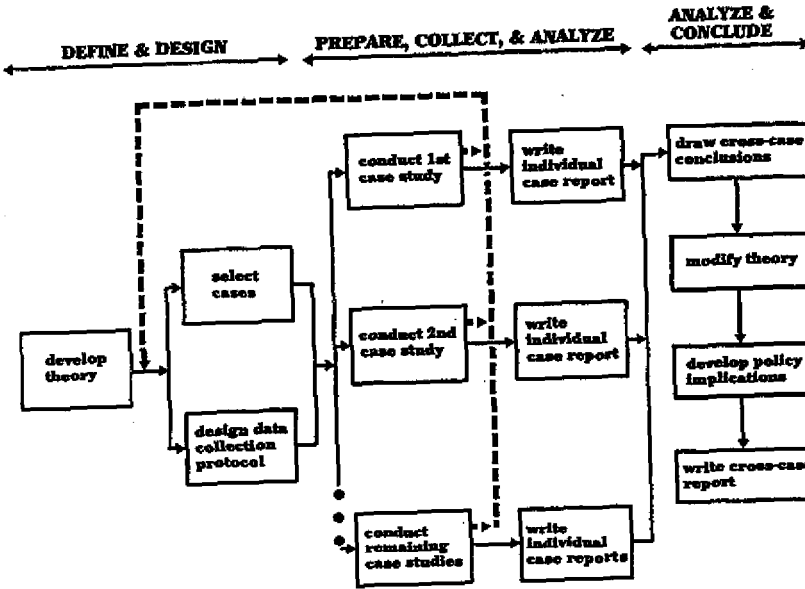 DEFINE & DESIGN
PREPARE, COLLECT, & ANALYZE
ANALYZE &
CONCLUDE
develop
theory
select
cases
design data
collection
protocol
conduct 1st
case study
conduct 2nd
case study
conduct
remaining
case studies
write
individual
case report
write
individual
case report
write
individual
case reports
draw cross-case
conclusions
modify theory
develop policy
implications
write cross-case
report